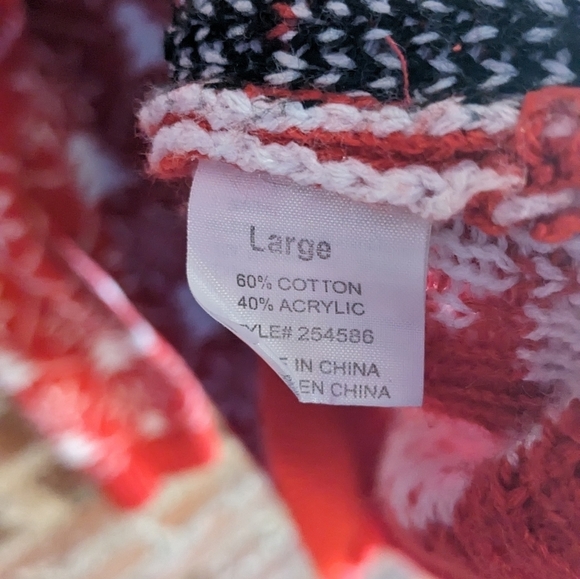 Large
60% COTTON
40% ACRYLIC
YLE# 254586
E IN CHINA
EN CHINA